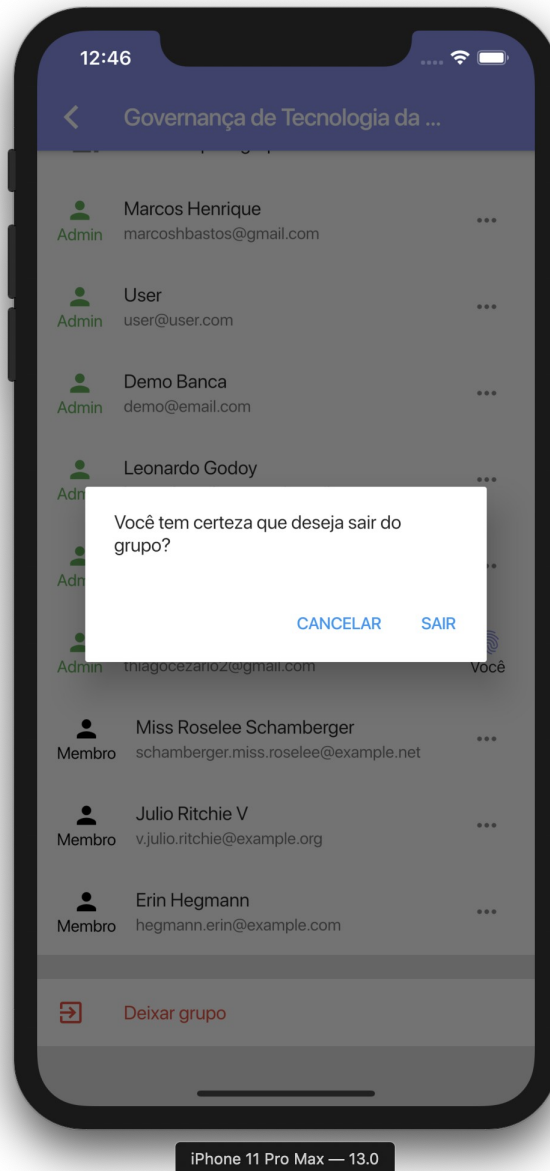 12:46
Governança de Tecnologia da ...
Marcos Henrique
Admin marcoshbastos@gmail.com
User
Admin user@user.com
Demo Banca
Admin demo@email.com
Leonardo Godoy
Você tem certeza que deseja sair do
grupo?
CANCELAR SAIR
Admin thiagocezario2@gmail.com Você
Miss Roselee Schamberger
Membro schamberger.miss.roselee@example.net
Julio Ritchie V
Membro v.julio.ritchie@example.org
Erin Hegmann
Membro hegmann.erin@example.com
Deixar grupo
iPhone 11 Pro Max — 13.0